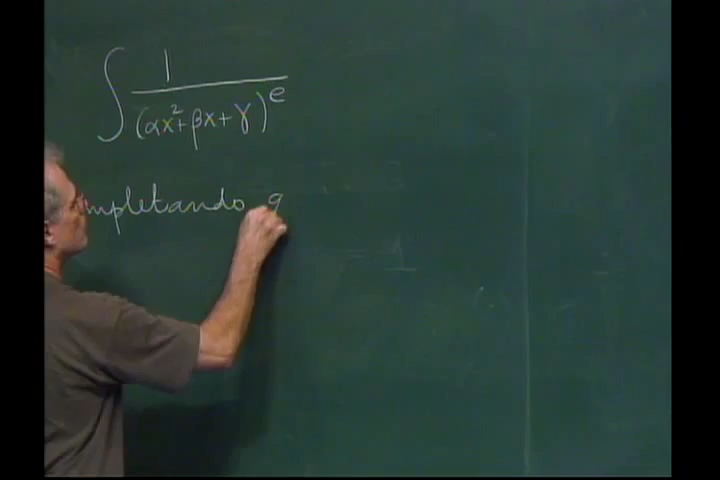 ∫ 1 / (αx²+βx+γ)^e
mpletando q